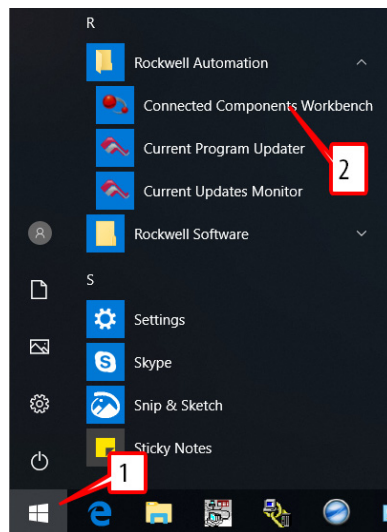 R
Rockwell Automation
Connected Components Workbench
2
Current Program Updater
Current Updates Monitor
Rockwell Software
S
Settings
Skype
Snip & Sketch
Sticky Notes
1